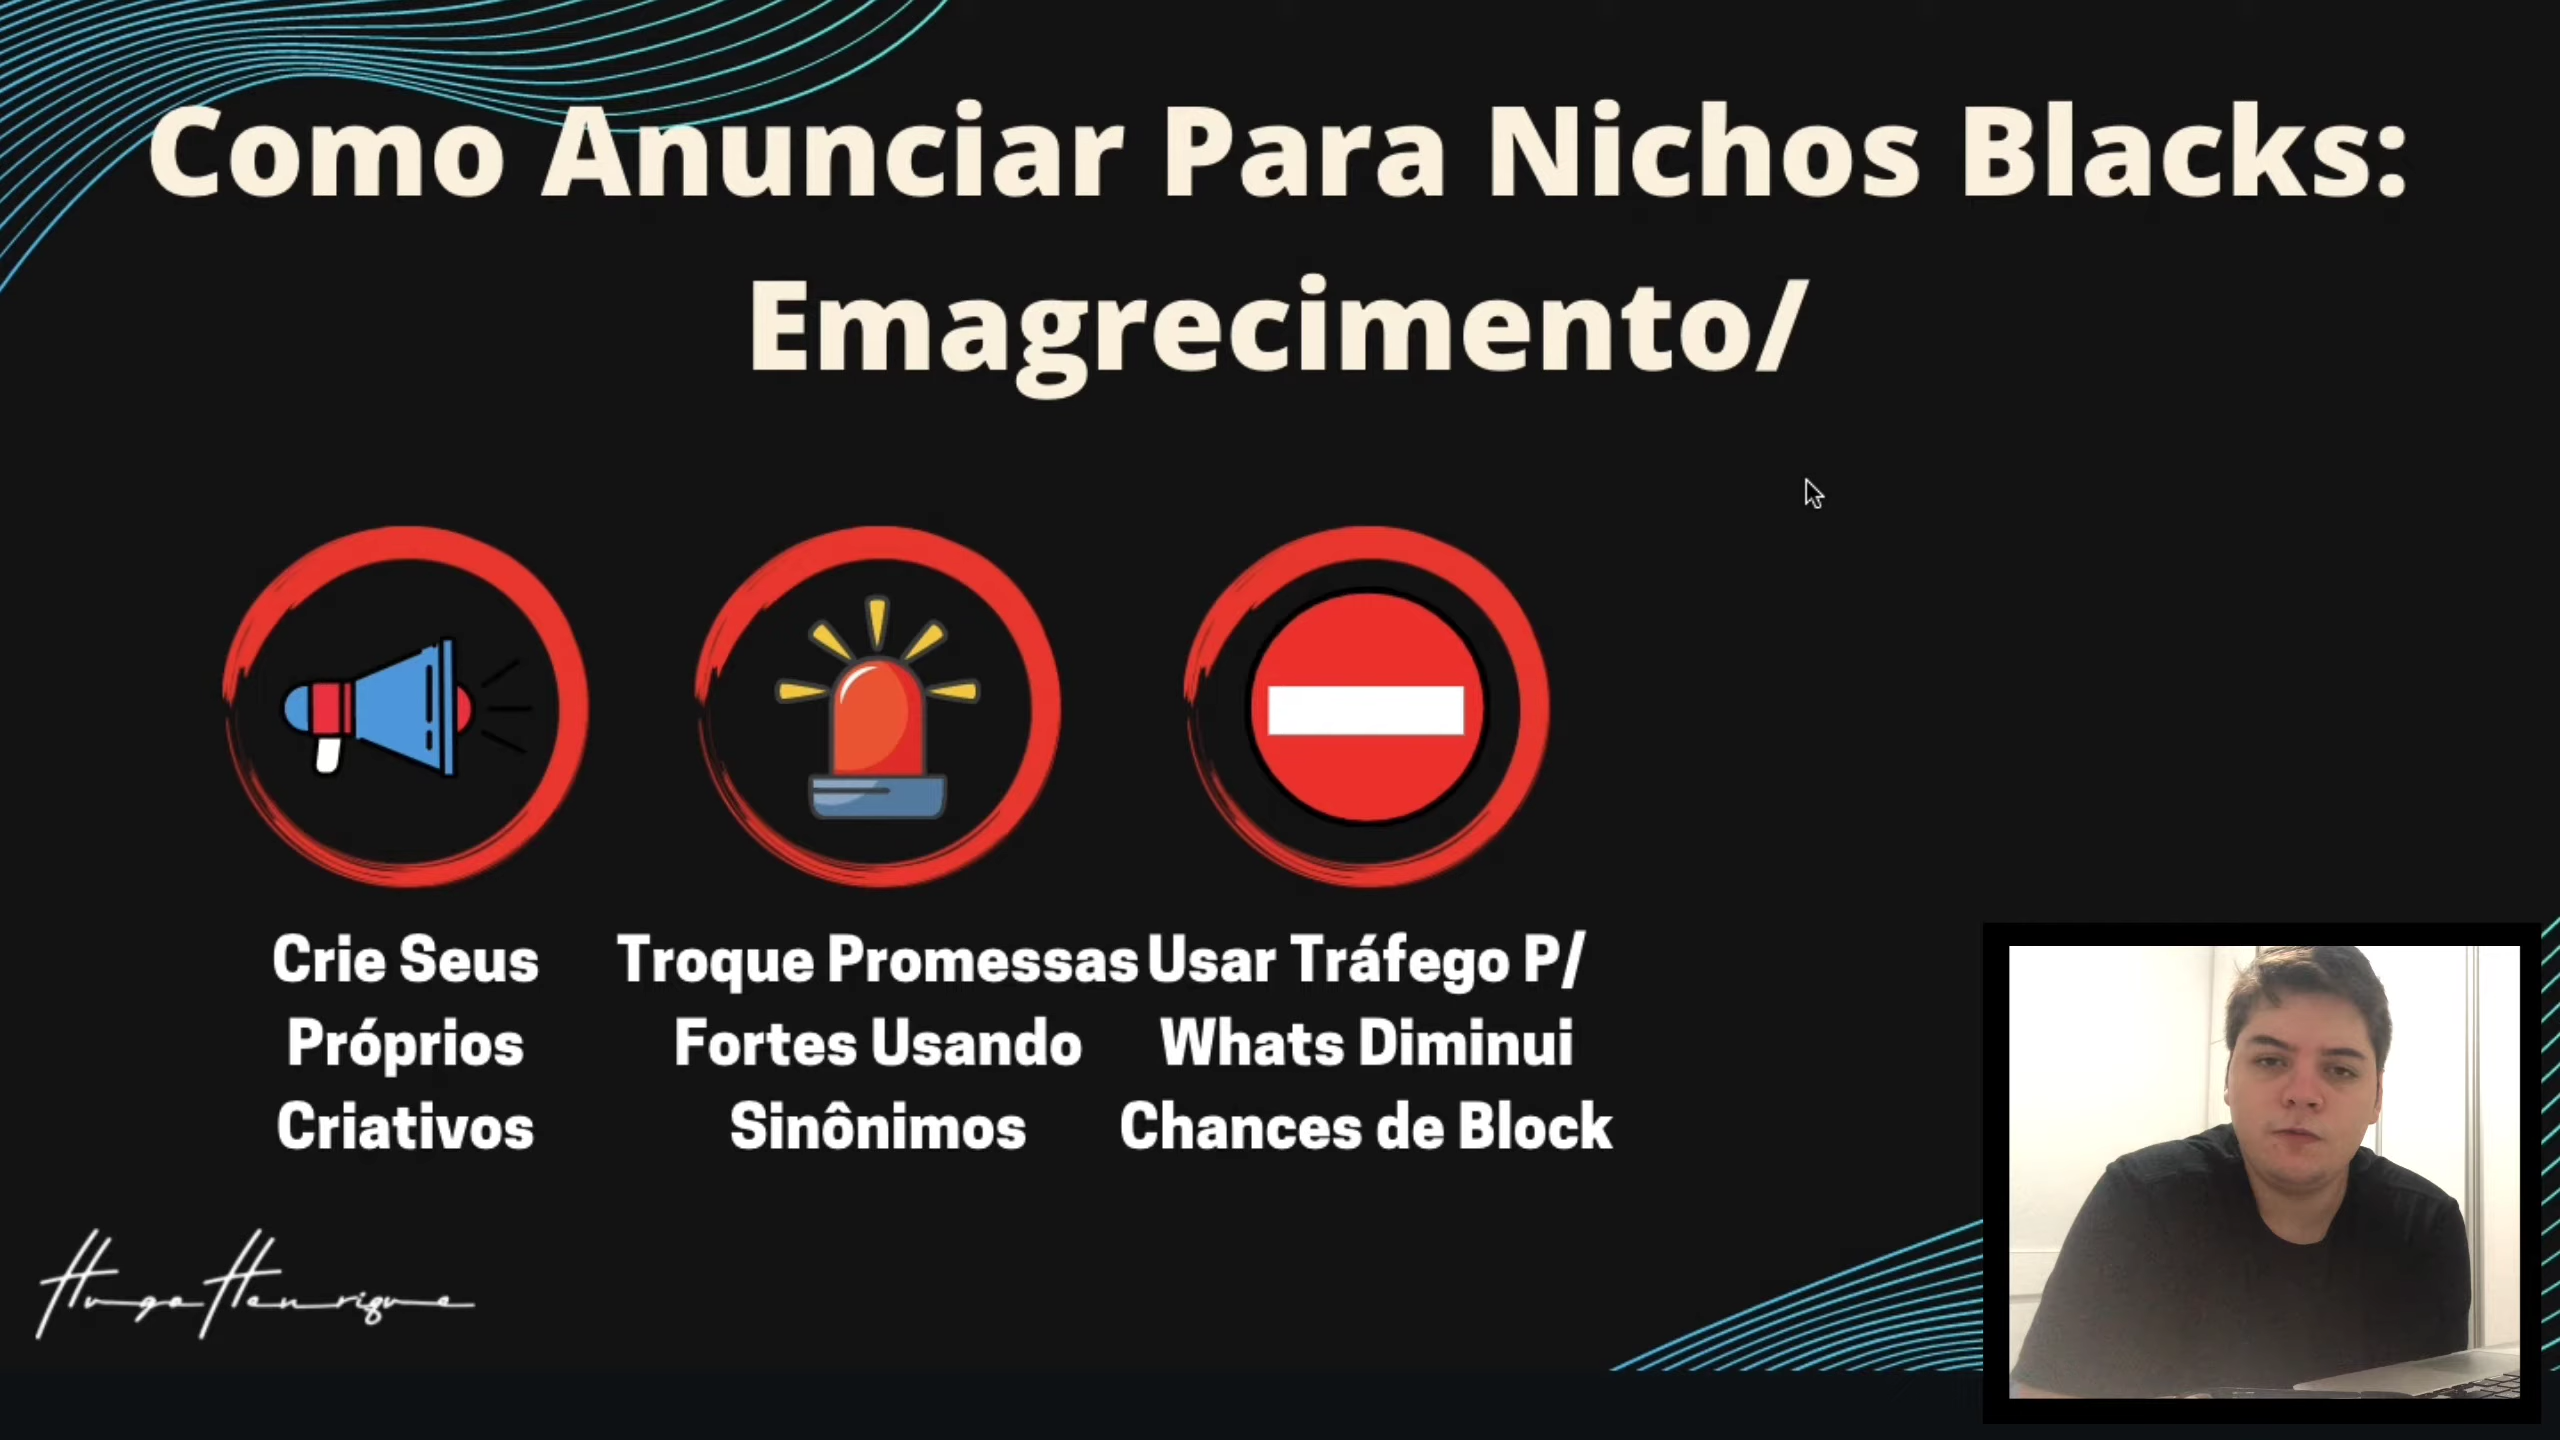 Como Anunciar Para Nichos Blacks:
Emagrecimento/
Crie Seus
Próprios
Criativos
Troque Promessas
Fortes Usando
Sinônimos
Usar Tráfego P/
Whats Diminui
Chances de Block
Hugo Henrique